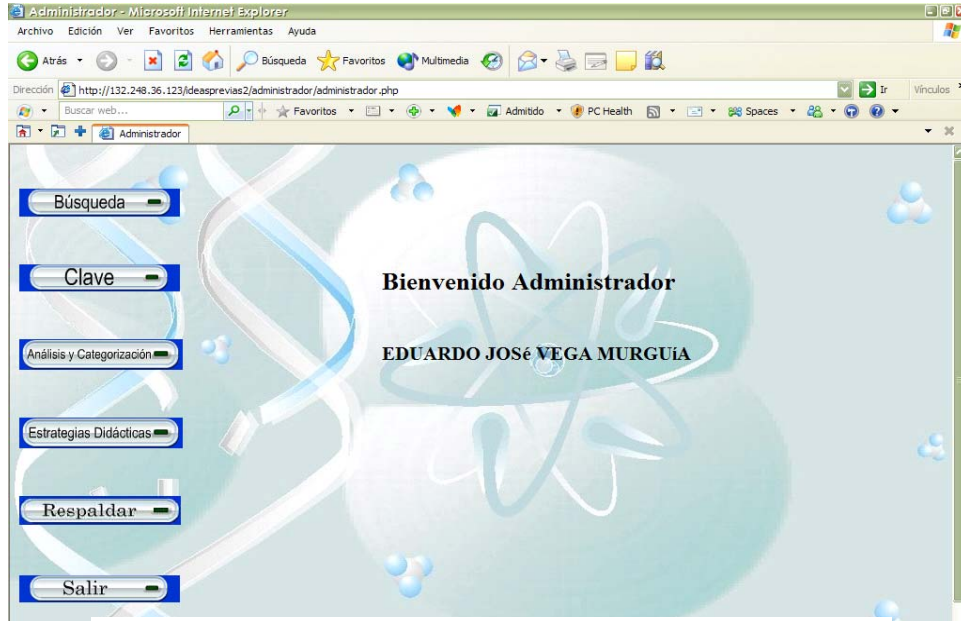 Administrador - Microsoft Internet Explorer
Archivo Edición Ver Favoritos Herramientas Ayuda
Atrás Búsqueda Favoritos Multimedia
Dirección http://132.248.36.123/ideasprevias2/administrador/administrador.php Ir Vínculos
Buscar web... Favoritos Admitido PC Health Spaces
Administrador
Búsqueda
Clave
Bienvenido Administrador
Análisis y Categorización
EDUARDO JOSé VEGA MURGUíA
Estrategias Didácticas
Respaldar
Salir